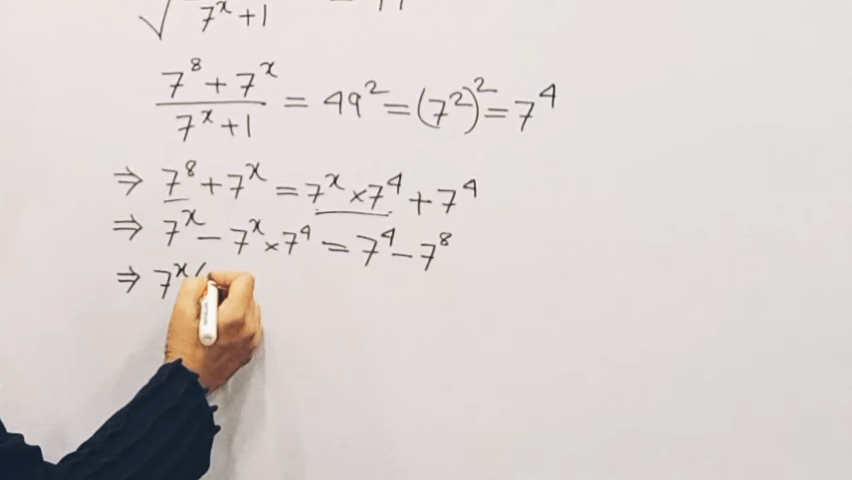 √ 7^x + 1 =
(7^8 + 7^x) / (7^x + 1) = 49^2 = (7^2)^2 = 7^4
⇒ 7^8 + 7^x = 7^x × 7^4 + 7^4
⇒ 7^x − 7^x × 7^4 = 7^4 − 7^8
⇒ 7^x (